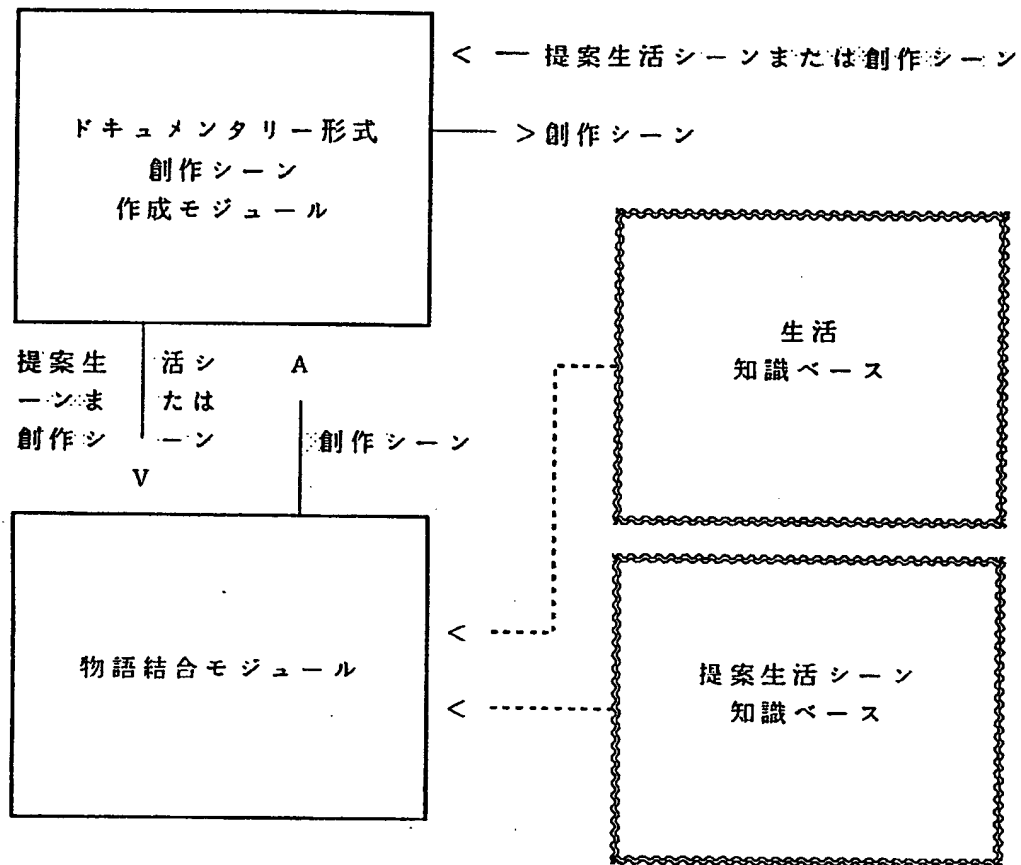 < — 提案生活シーンまたは創作シーン
ドキュメンタリー形式
創作シーン
作成モジュール
— > 創作シーン
生活
知識ベース
提案生活シ
ーンまたは
創作シーン
V
A
創作シーン
<
物語結合モジュール
<
提案生活シーン
知識ベース